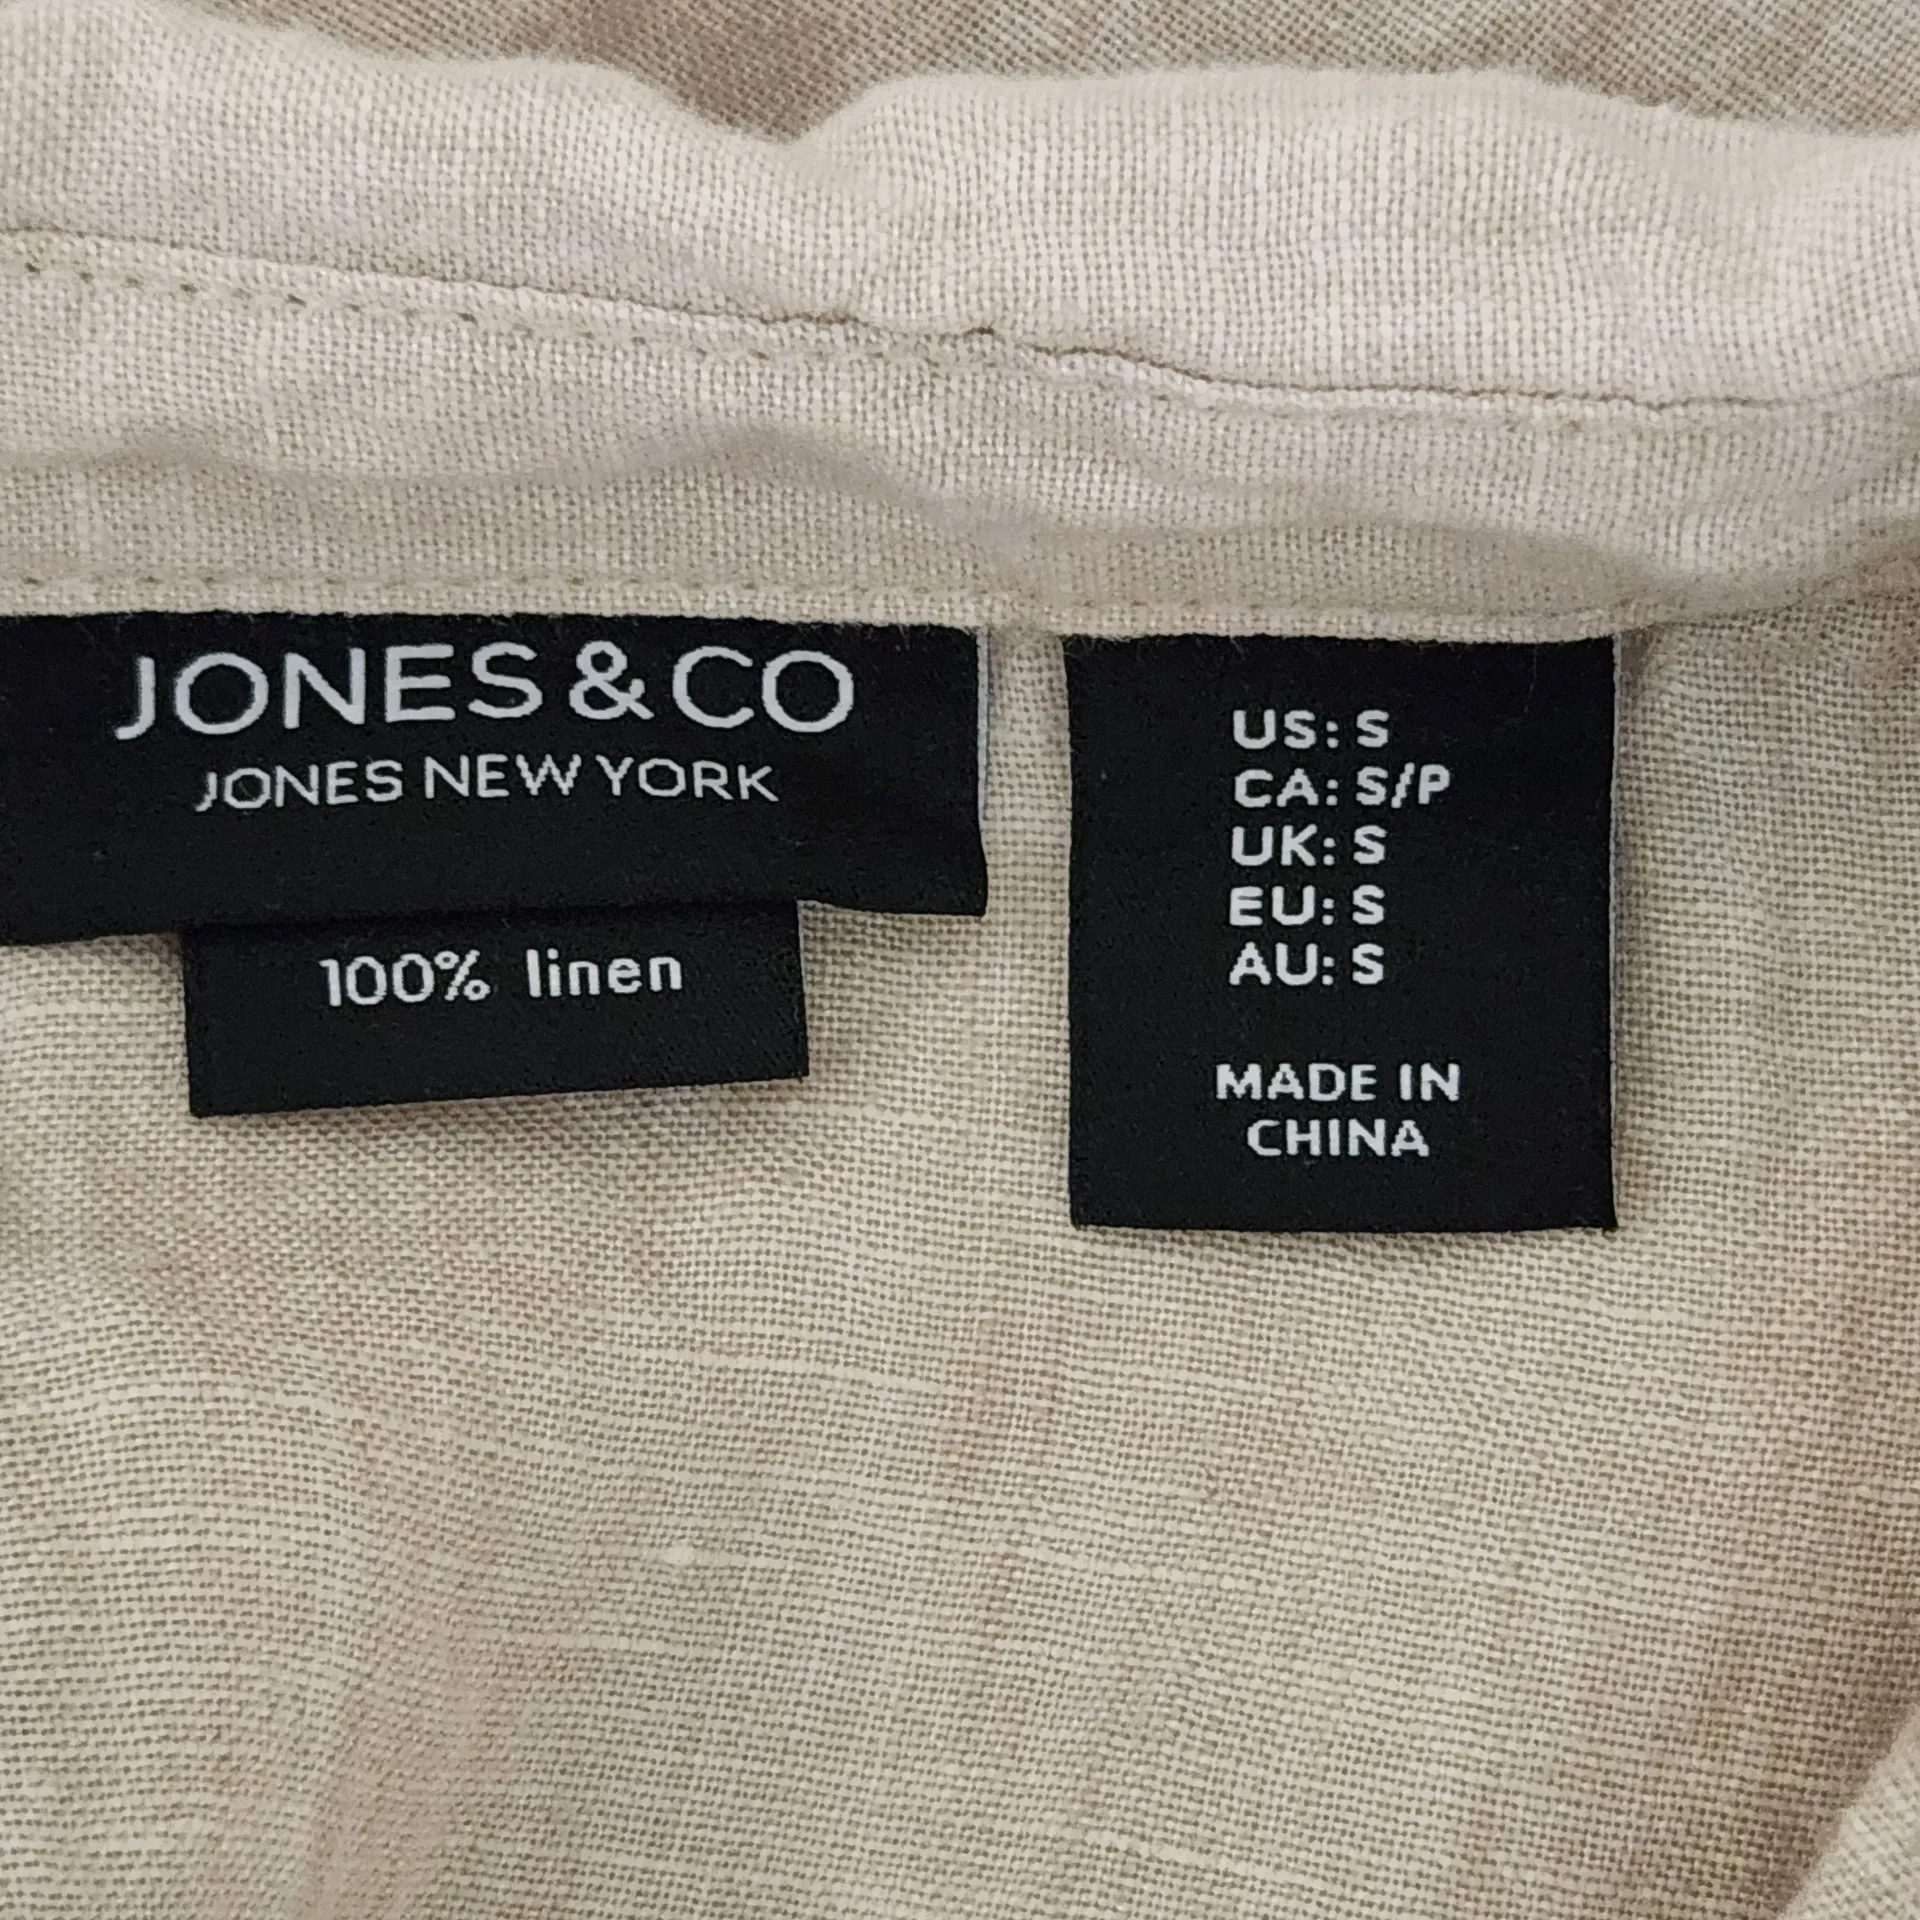 JONES & CO
JONES NEW YORK
100% linen
US: S
CA: S/P
UK: S
EU: S
AU: S
MADE IN
CHINA